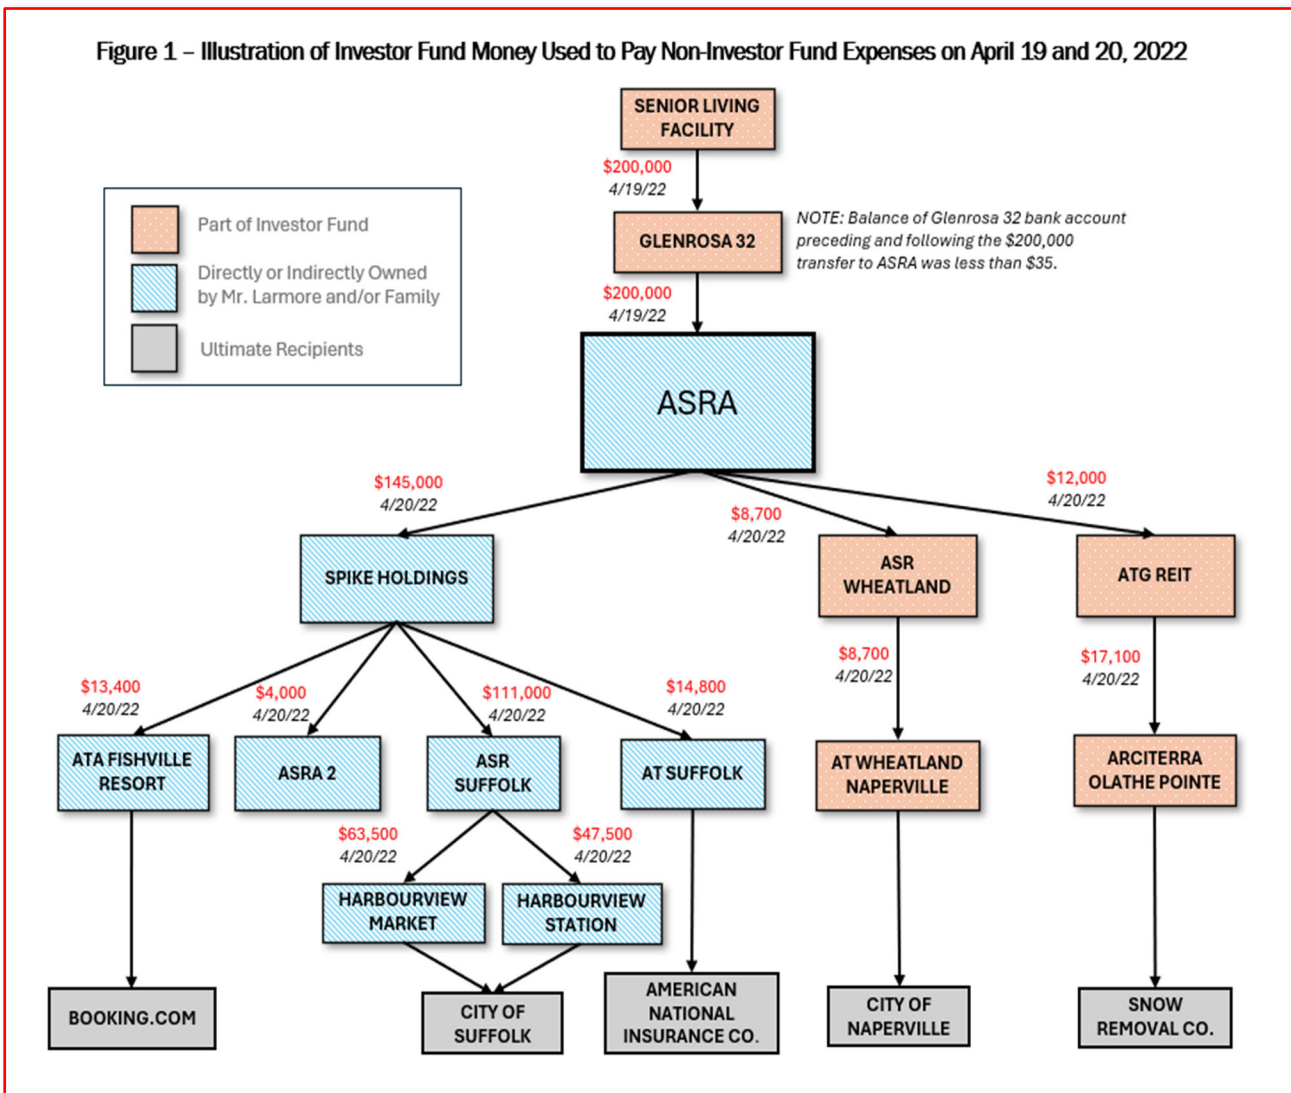 Figure 1 – Illustration of Investor Fund Money Used to Pay Non-Investor Fund Expenses on April 19 and 20, 2022
SENIOR LIVING
FACILITY
$200,000
4/19/22
Part of Investor Fund
Directly or Indirectly Owned
by Mr. Larmore and/or Family
Ultimate Recipients
GLENROSA 32
NOTE: Balance of Glenrosa 32 bank account
preceding and following the $200,000
transfer to ASRA was less than $35.
$200,000
4/19/22
ASRA
$145,000
4/20/22
$8,700
4/20/22
$12,000
4/20/22
SPIKE HOLDINGS
ASR
WHEATLAND
ATG REIT
$13,400
4/20/22
$4,000
4/20/22
$111,000
4/20/22
$14,800
4/20/22
$8,700
4/20/22
$17,100
4/20/22
ATA FISHVILLE
RESORT
ASRA 2
ASR
SUFFOLK
AT SUFFOLK
AT WHEATLAND
NAPERVILLE
ARCITERRA
OLATHE POINTE
$63,500
4/20/22
$47,500
4/20/22
HARBOURVIEW
MARKET
HARBOURVIEW
STATION
BOOKING.COM
CITY OF
SUFFOLK
AMERICAN
NATIONAL
INSURANCE CO.
CITY OF
NAPERVILLE
SNOW
REMOVAL CO.